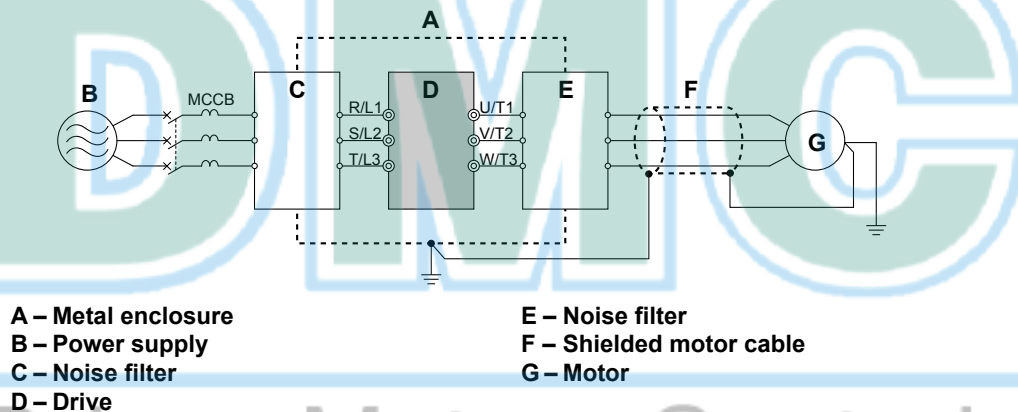 DMC
A
B
MCCB
C
R/L1
S/L2
T/L3
D
U/T1
V/T2
W/T3
E
F
G
A – Metal enclosure
B – Power supply
C – Noise filter
D – Drive
E – Noise filter
F – Shielded motor cable
G – Motor